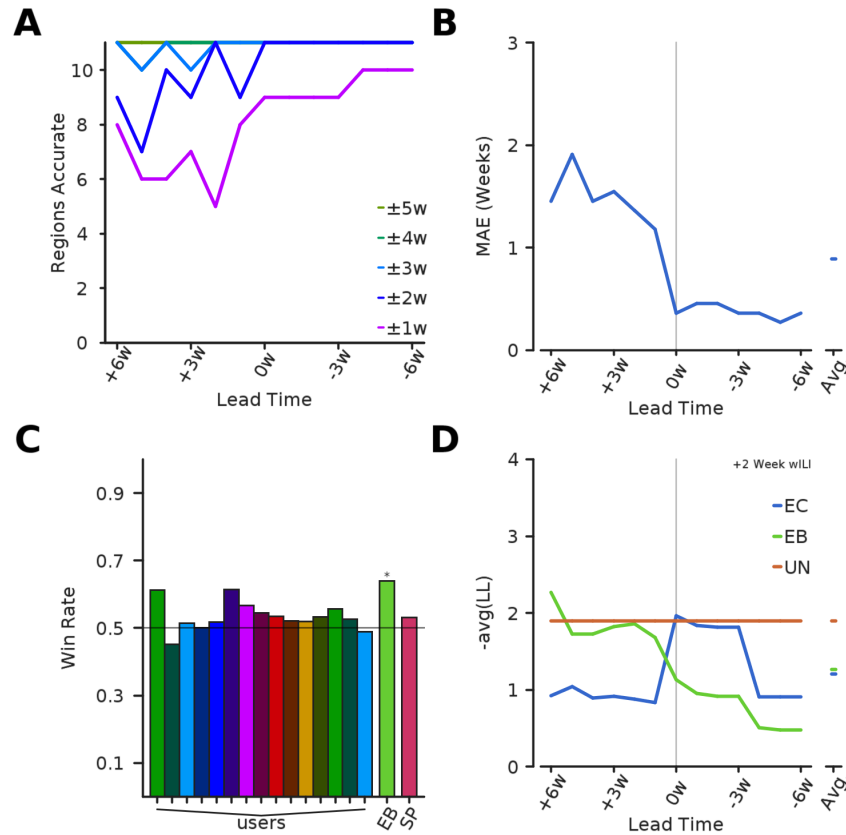 A
Regions Accurate
10
8
6
4
2
0
±5w
±4w
±3w
±2w
±1w
+6w
+3w
0w
-3w
-6w
Lead Time
B
MAE (Weeks)
3
2
1
0
+6w
+3w
0w
-3w
-6w
Avg
Lead Time
C
Win Rate
0.9
0.7
0.5
0.3
0.1
*
users
EB
SP
D
-avg(LL)
4
3
2
1
0
+2 Week wILI
EC
EB
UN
+6w
+3w
0w
-3w
-6w
Avg
Lead Time